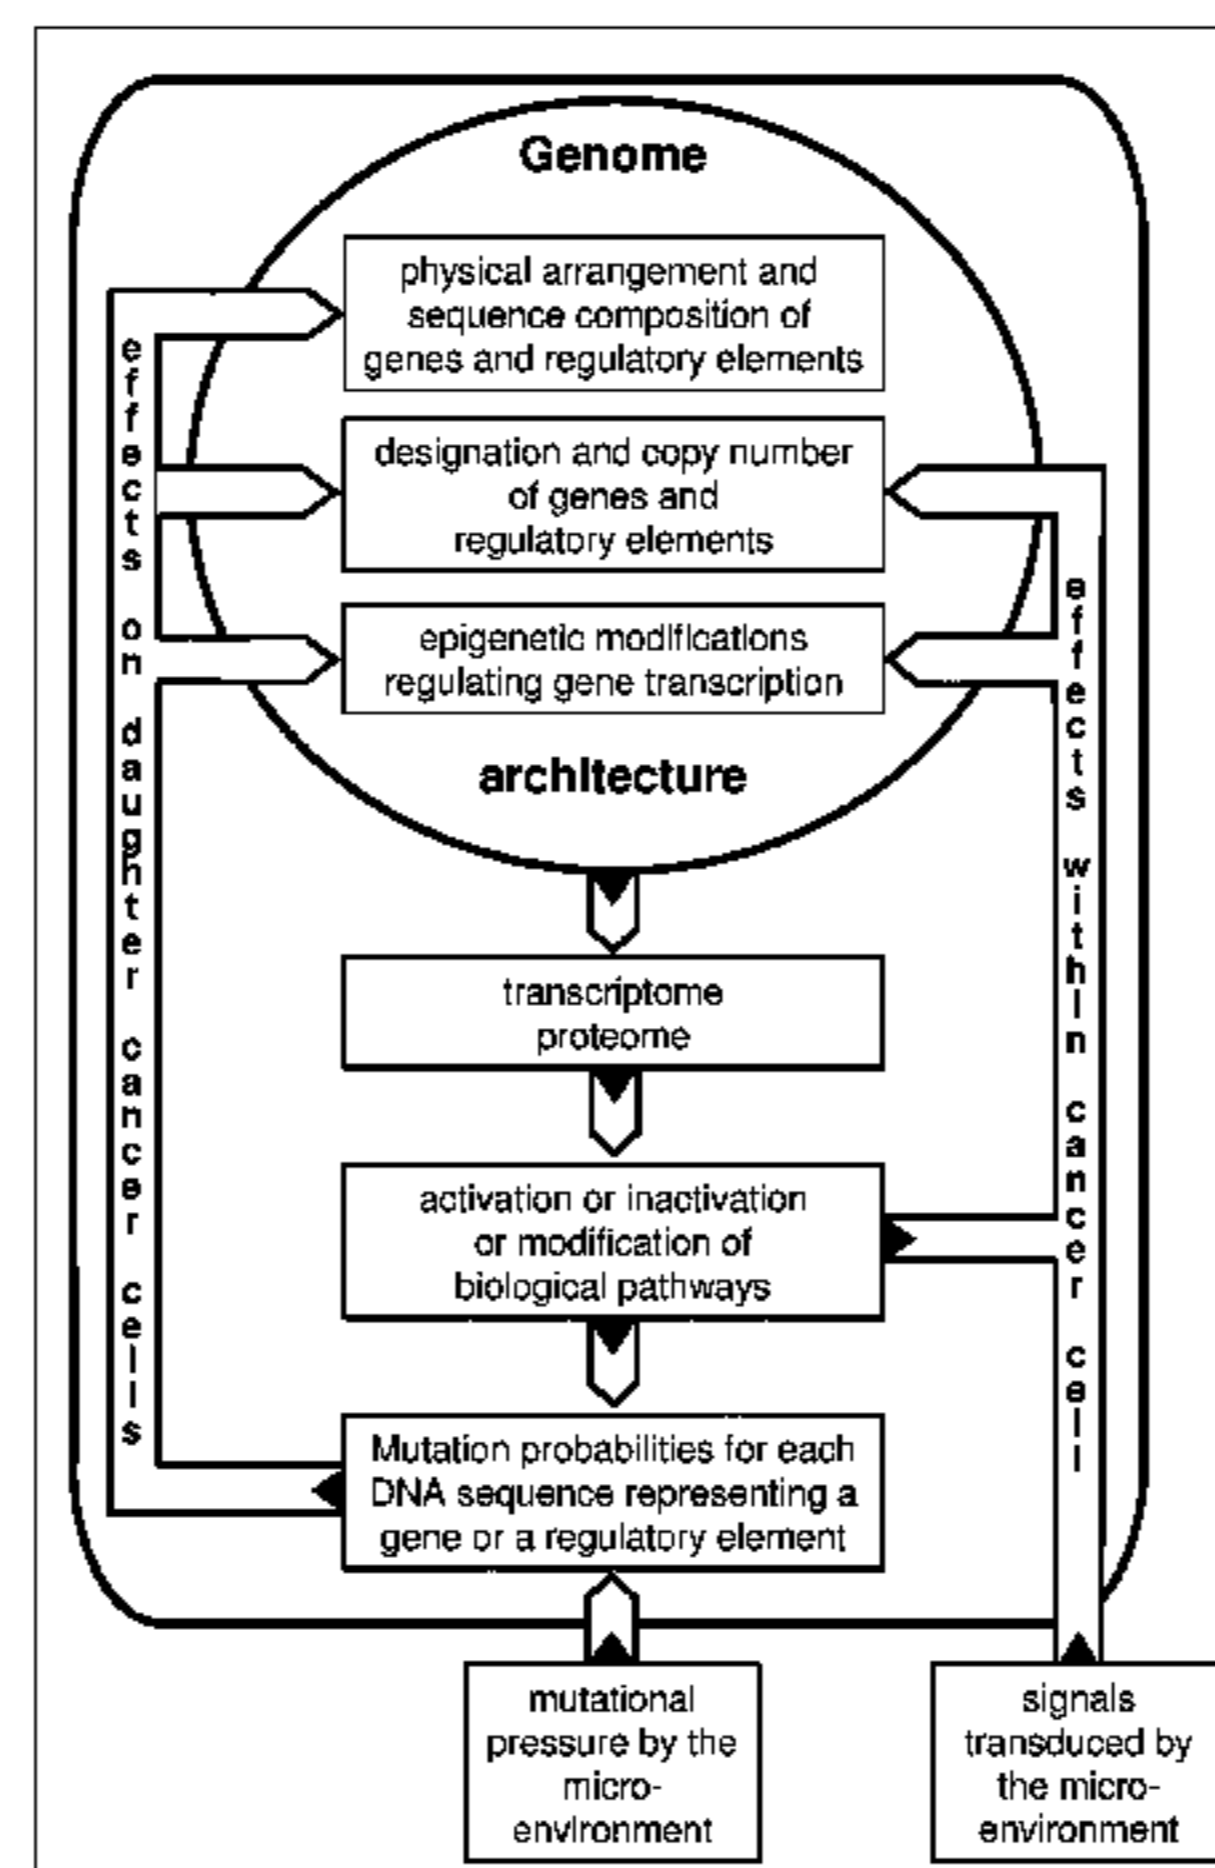 Genome
physical arrangement and
sequence composition of
genes and regulatory elements
designation and copy number
of genes and
regulatory elements
epigenetic modifications
regulating gene transcription
architecture
transcriptome
proteome
activation or inactivation
or modification of
biological pathways
Mutation probabilities for each
DNA sequence representing a
gene or a regulatory element
effects on daughter cancer cells
effects within cancer cell
mutational
pressure by the
micro-
environment
signals
transduced by
the micro-
environment